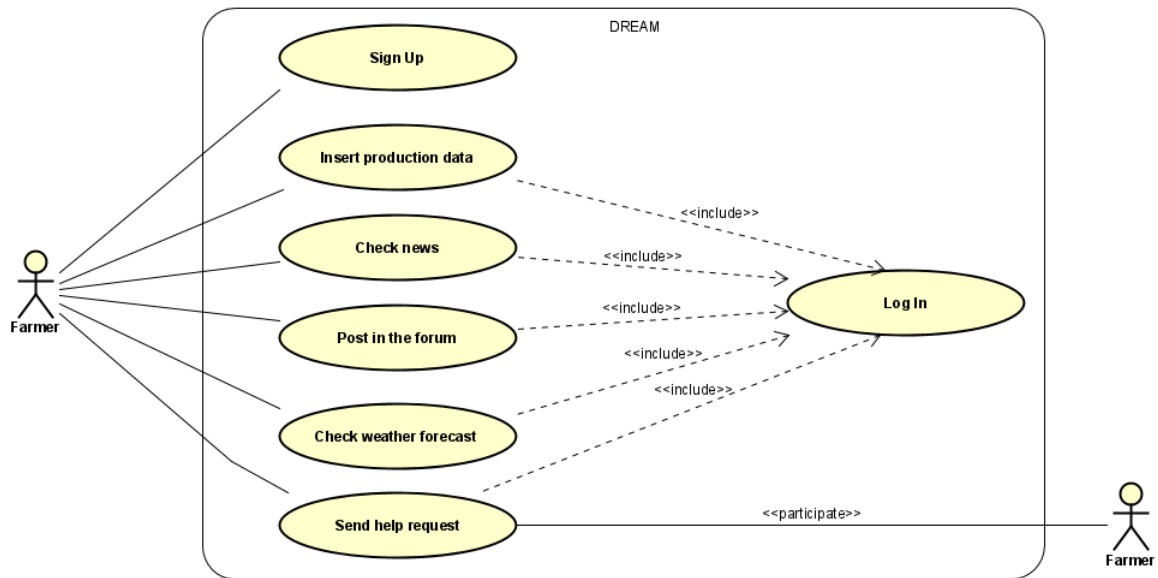 DREAM
Sign Up
Insert production data
<<include>>
Check news
<<include>>
Log In
Farmer
Post in the forum
<<include>>
<<include>>
<<include>>
Check weather forecast
Send help request
<<participate>>
Farmer